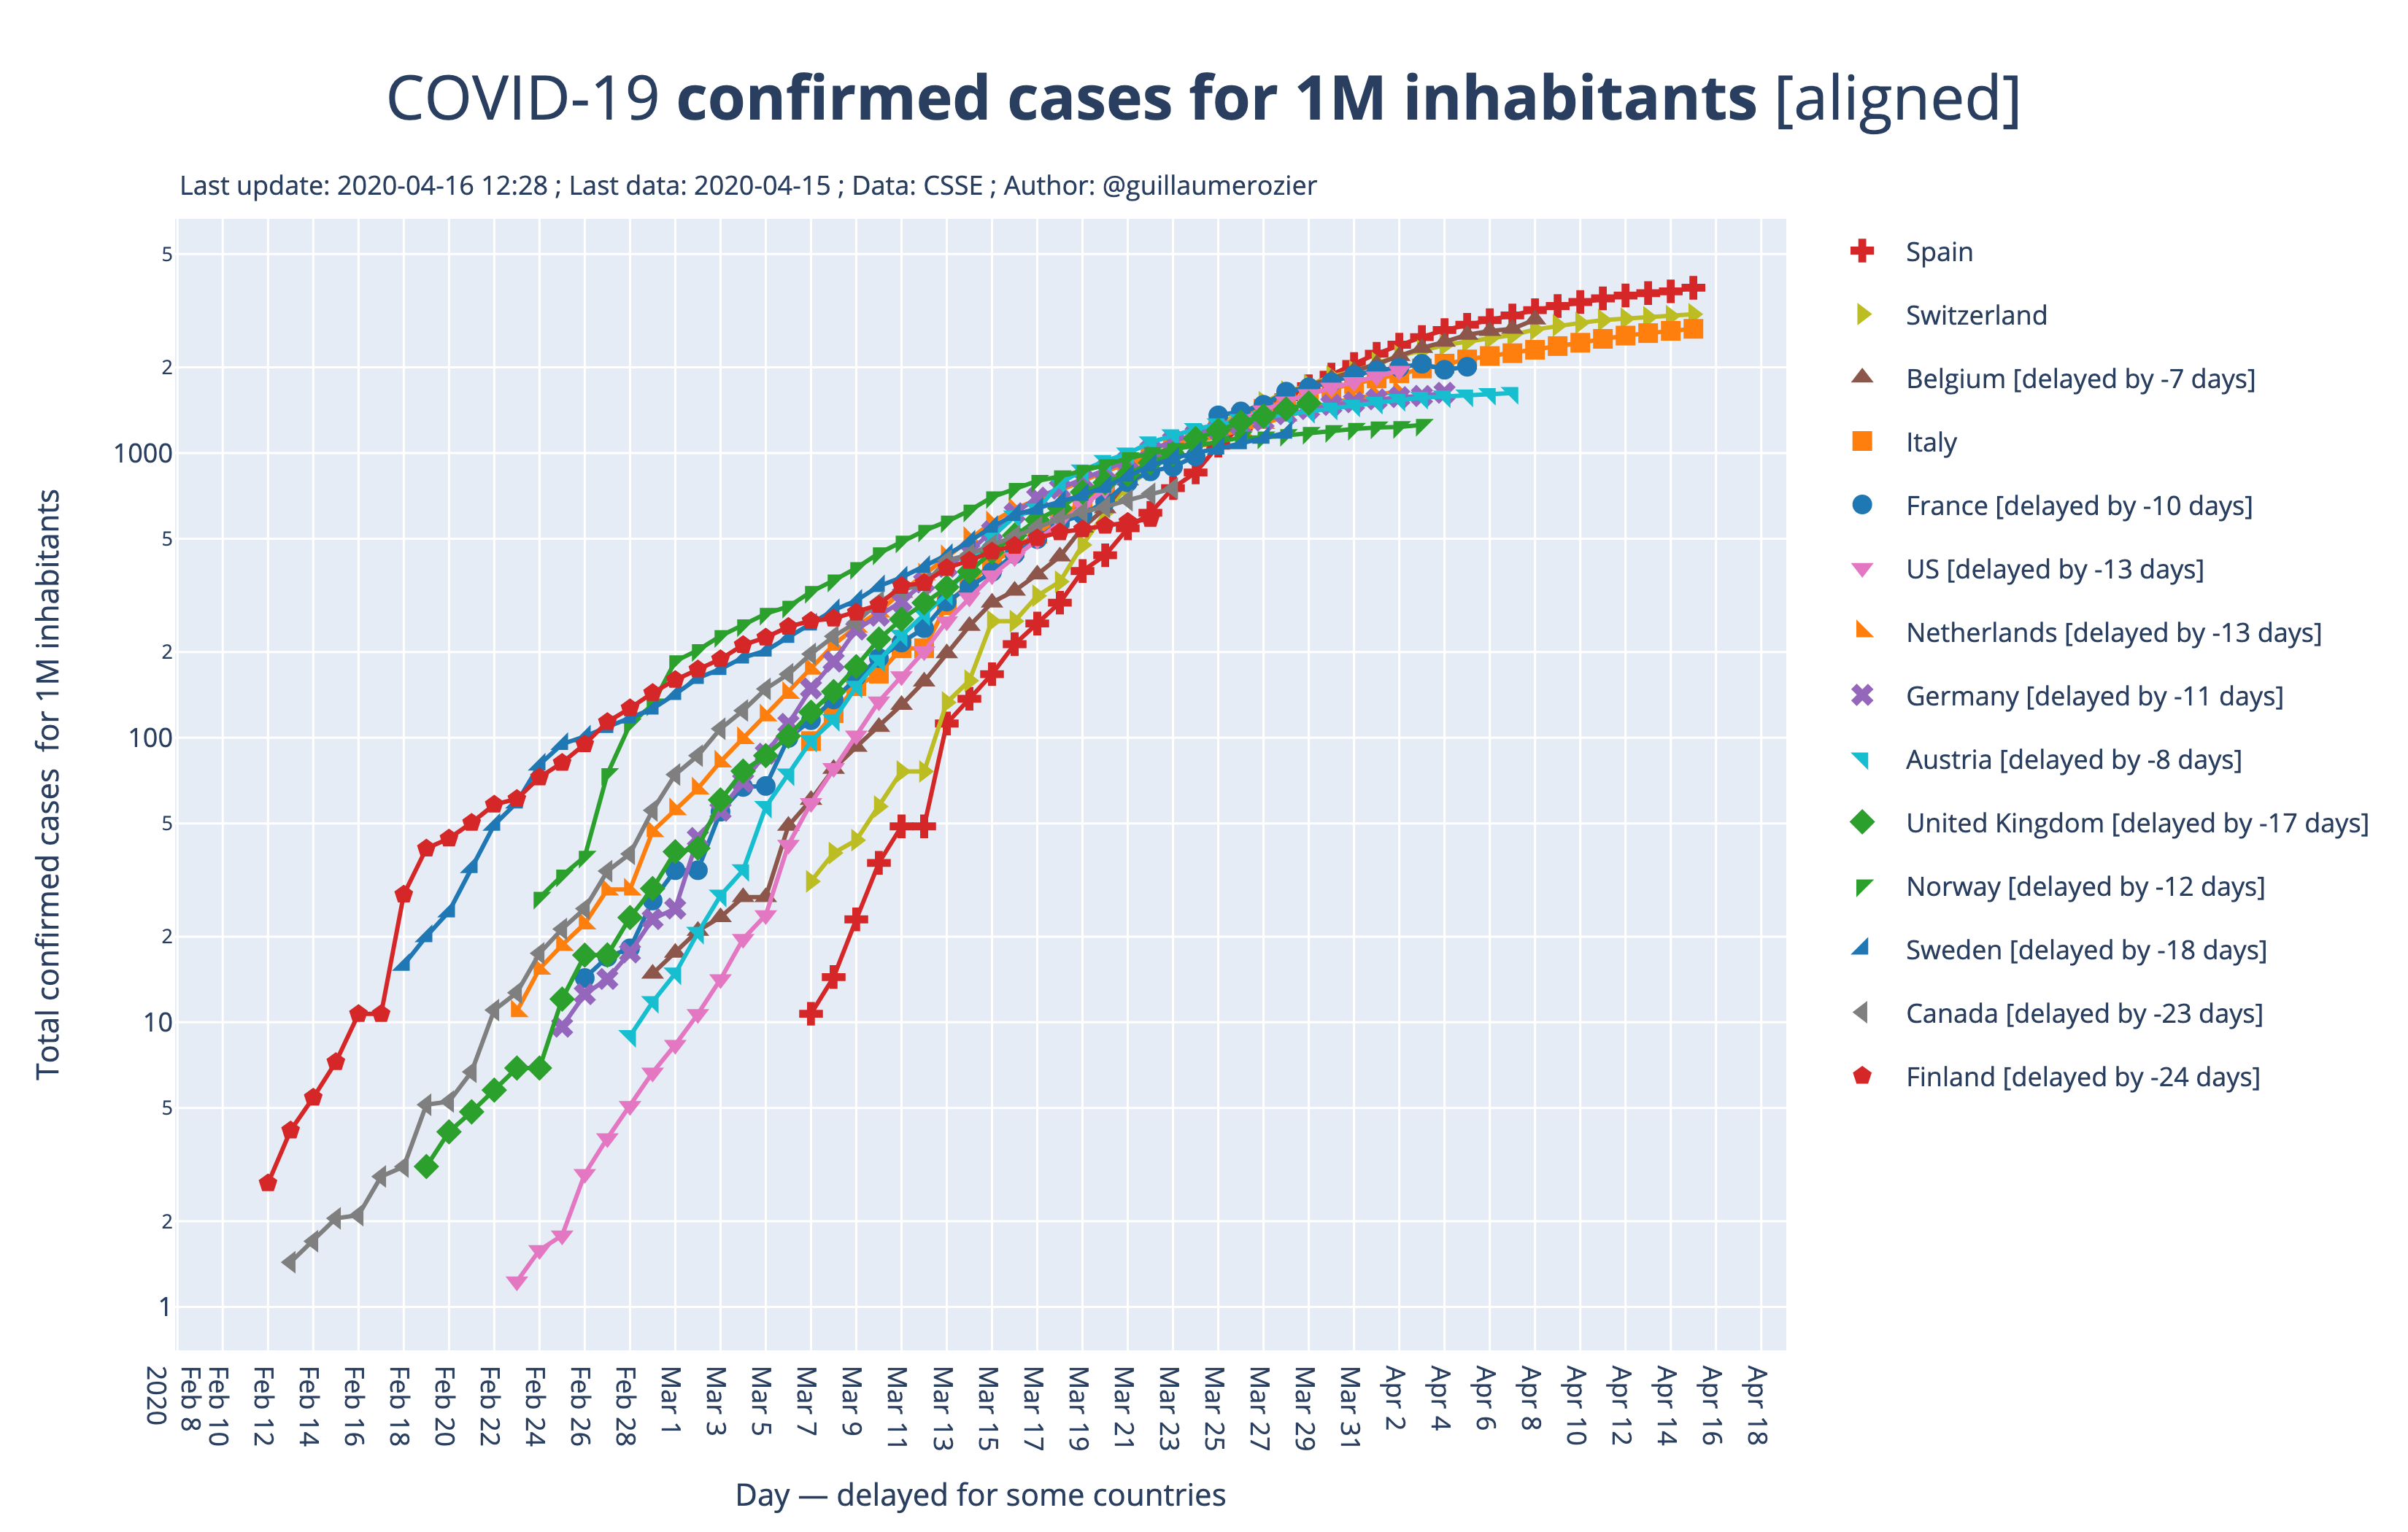 COVID-19 confirmed cases for 1M inhabitants [aligned]
Last update: 2020-04-16 12:28 ; Last data: 2020-04-15 ; Data: CSSE ; Author: @guillaumerozier
Total confirmed cases for 1M inhabitants
5
2
1000
5
2
100
5
2
10
5
2
1
Feb 8
2020
Feb 10
Feb 12
Feb 14
Feb 16
Feb 18
Feb 20
Feb 22
Feb 24
Feb 26
Feb 28
Mar 1
Mar 3
Mar 5
Mar 7
Mar 9
Mar 11
Mar 13
Mar 15
Mar 17
Mar 19
Mar 21
Mar 23
Mar 25
Mar 27
Mar 29
Mar 31
Apr 2
Apr 4
Apr 6
Apr 8
Apr 10
Apr 12
Apr 14
Apr 16
Apr 18
Day — delayed for some countries
Spain
Switzerland
Belgium [delayed by -7 days]
Italy
France [delayed by -10 days]
US [delayed by -13 days]
Netherlands [delayed by -13 days]
Germany [delayed by -11 days]
Austria [delayed by -8 days]
United Kingdom [delayed by -17 days]
Norway [delayed by -12 days]
Sweden [delayed by -18 days]
Canada [delayed by -23 days]
Finland [delayed by -24 days]